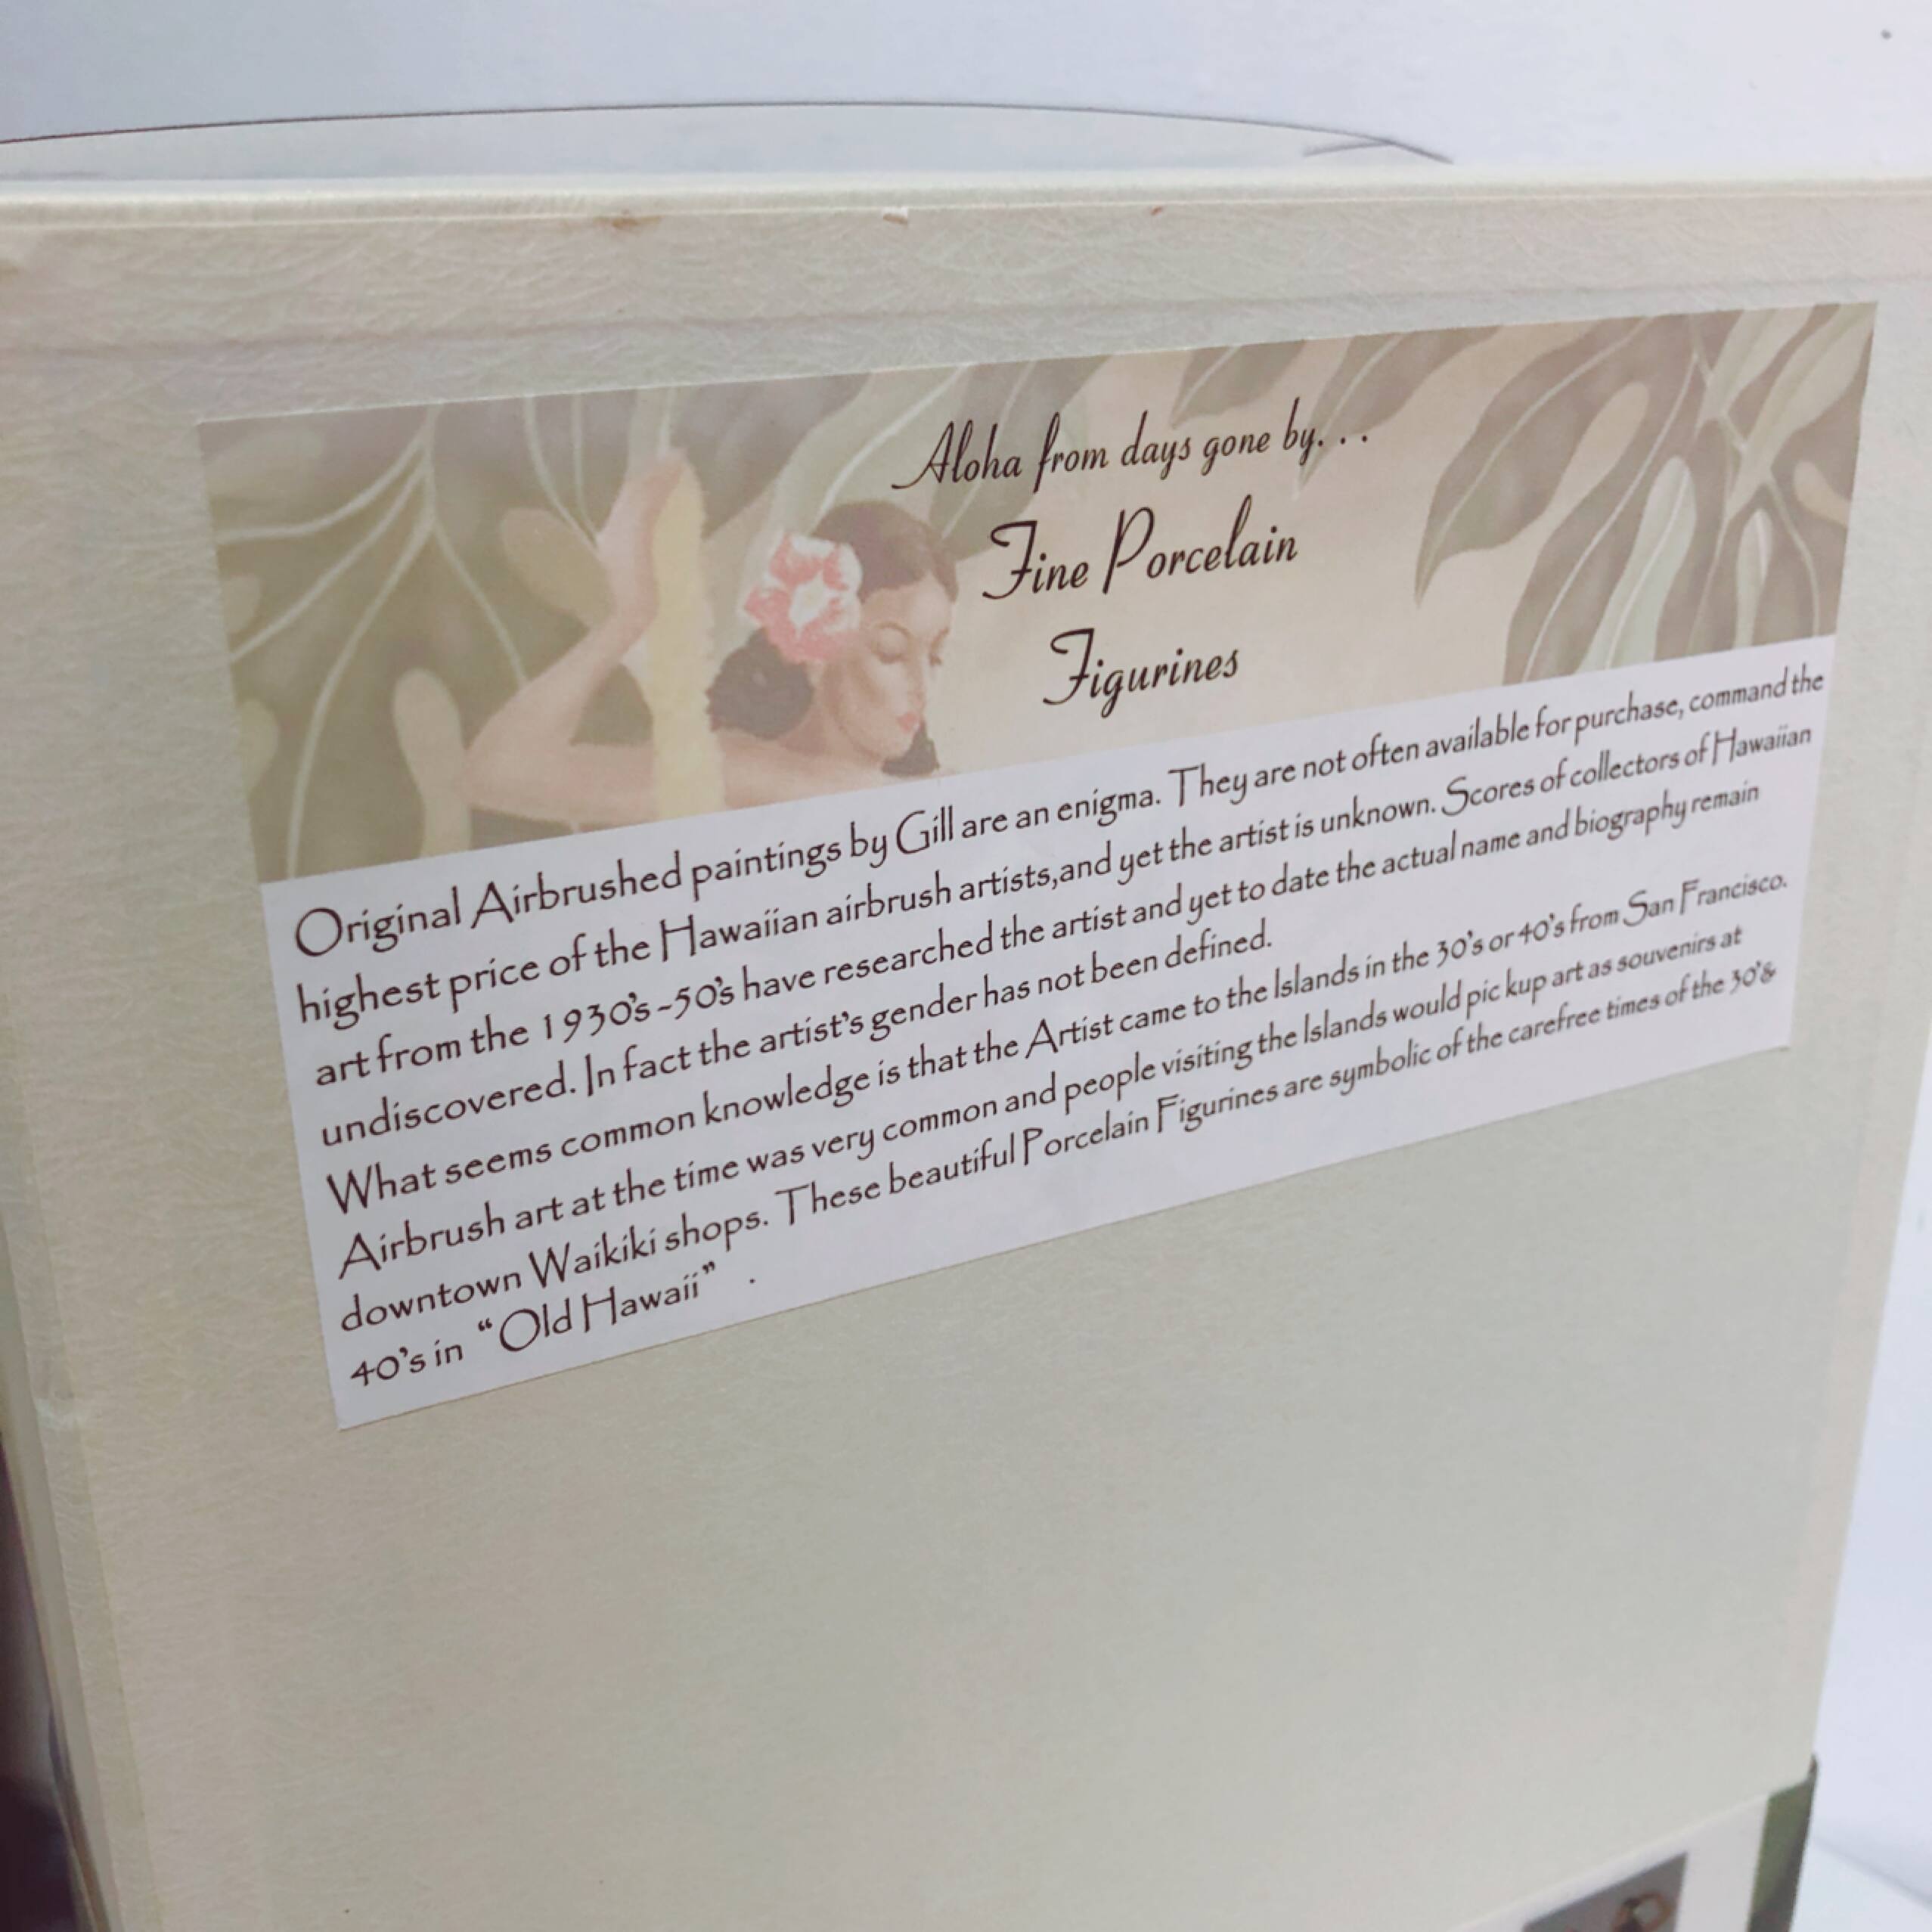 Aloha from days gone by. . .
Fine Porcelain
Figurines
Original Airbrushed paintings by Gill are an enigma. They are not often available for purchase, command the
highest price of the Hawaiian airbrush artists,and yet the artist is unknown. Scores of collectors of Hawaiian
art from the 1930's -50's have researched the artist and yet to date the actual name and biography remain
undiscovered. In fact the artist's gender has not been defined.
What seems common knowledge is that the Artist came to the Islands in the 30's or 40's from San Francisco.
Airbrush art at the time was very common and people visiting the Islands would pickup art as souvenirs at
downtown Waikiki shops. These beautiful Porcelain Figurines are symbolic of the carefree times of the 30'&
40's in "Old Hawaii" .